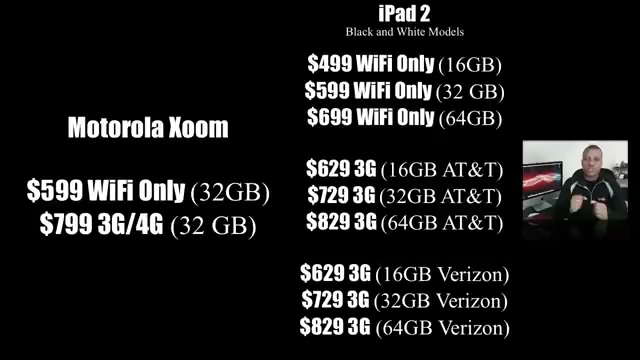 Motorola Xoom
$599 WiFi Only (32GB)
$799 3G/4G (32 GB)
iPad 2
Black and White Models
$499 WiFi Only (16GB)
$599 WiFi Only (32 GB)
$699 WiFi Only (64GB)
$629 3G (16GB AT&T)
$729 3G (32GB AT&T)
$829 3G (64GB AT&T)
$629 3G (16GB Verizon)
$729 3G (32GB Verizon)
$829 3G (64GB Verizon)